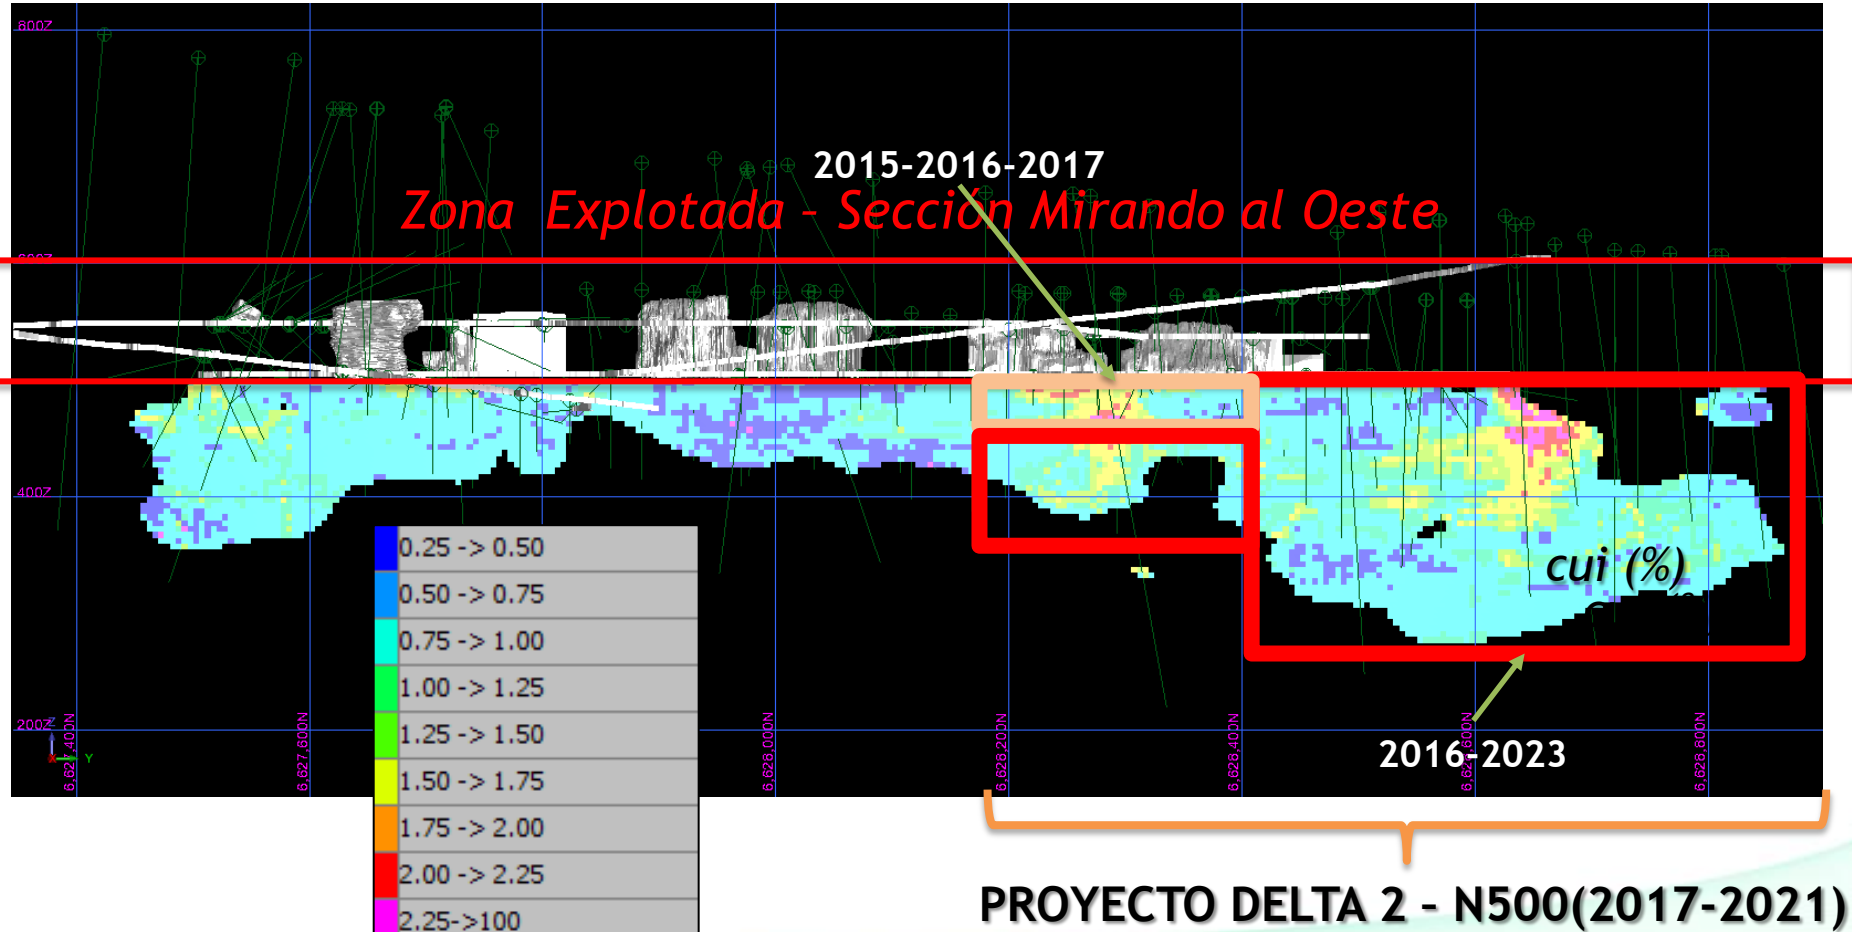 800Z
2015-2016-2017
Zona Explotada - Sección Mirando al Oeste
400Z
0.25 -> 0.50
0.50 -> 0.75
0.75 -> 1.00
1.00 -> 1.25
1.25 -> 1.50
1.50 -> 1.75
1.75 -> 2.00
2.00 -> 2.25
2.25->100
cui (%)
200Z
Z
X
Y
6,627,400N
6,627,600N
6,628,000N
6,628,200N
6,628,400N
6,628,800N
2016-2023
PROYECTO DELTA 2 - N500(2017-2021)